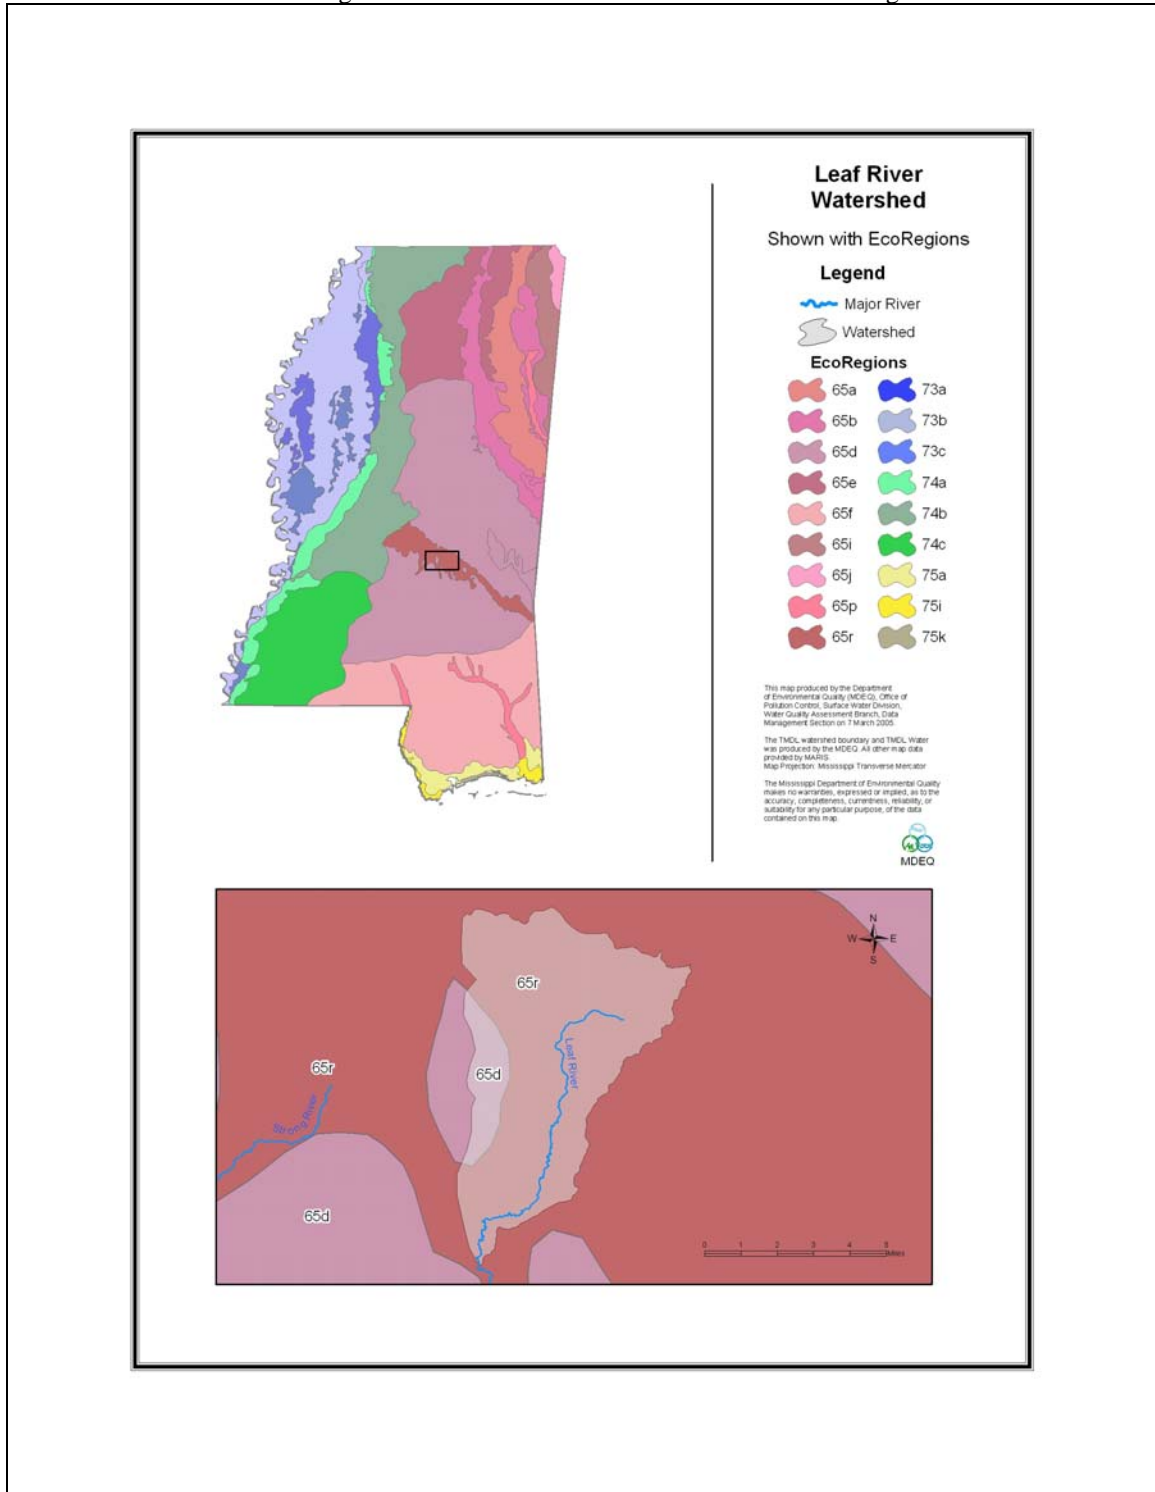 Leaf River
Watershed
Shown with EcoRegions
Legend
Major River
Watershed
EcoRegions
65a 73a
65b 73b
65d 73c
65e 74a
65f 74b
65i 74c
65j 75a
65p 75i
65r 75k
This map produced by the Department
of Environmental Quality (MDEQ), Office of
Pollution Control, Surface Water Division,
Water Quality Assessment Branch, Data
Management Section on 7 March 2005.
The TMDL watershed boundary and TMDL Water
was produced by the MDEQ. All other map data
provided by MARIS.
Map Projection: Mississippi Transverse Mercator
The Mississippi Department of Environmental Quality
makes no warranties, expressed or implied, as to the
accuracy, completeness, currentness, reliability, or
suitability for any particular purpose, of the data
contained on this map.
MDEQ
N
W E
S
65r
Leaf River
65r
65d
Strong River
65d
0 1 2 3 4 5
Miles